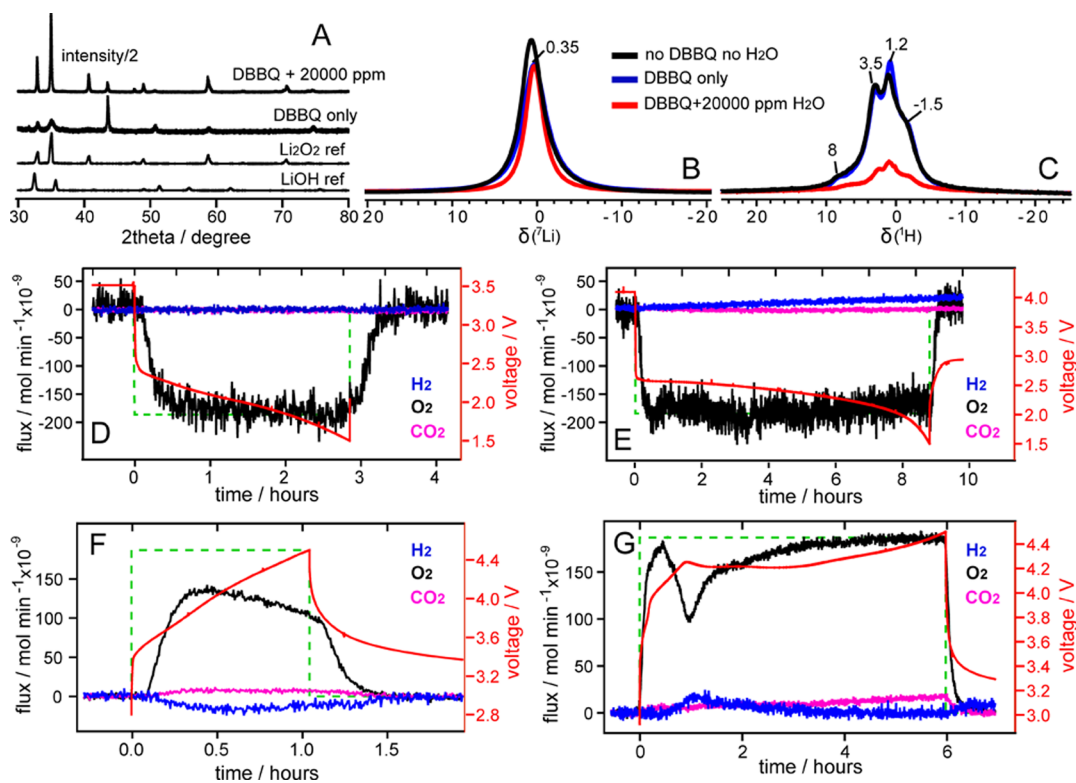 A
intensity/2
DBBQ + 20000 ppm
DBBQ only
Li2O2 ref
LiOH ref
30 40 50 60 70 80
2theta / degree
B
0.35
20 10 0 -10 -20
δ(⁷Li)
no DBBQ no H2O
DBBQ only
DBBQ+20000 ppm H2O
C
1.2
3.5
-1.5
8
20 10 0 -10 -20
δ(¹H)
D
flux / mol min⁻¹x10⁻⁹
50
0
-50
-100
-150
-200
3.5
3.2
2.5
2.0
1.5
voltage / V
H2
O2
CO2
0 1 2 3 4
time / hours
E
flux / mol min⁻¹x10⁻⁹
50
0
-50
-100
-150
-200
4.0
3.0
2.5
2.0
1.5
voltage / V
H2
O2
CO2
0 2 4 6 8 10
time / hours
F
flux / mol min⁻¹x10⁻⁹
150
100
50
0
4.4
4.0
3.6
3.2
2.8
voltage / V
H2
O2
CO2
0.0 0.5 1.0 1.5
time / hours
G
flux / mol min⁻¹x10⁻⁹
150
100
50
0
4.4
4.2
4.0
3.8
3.6
3.4
3.2
3.0
voltage / V
H2
O2
CO2
0 2 4 6
time / hours